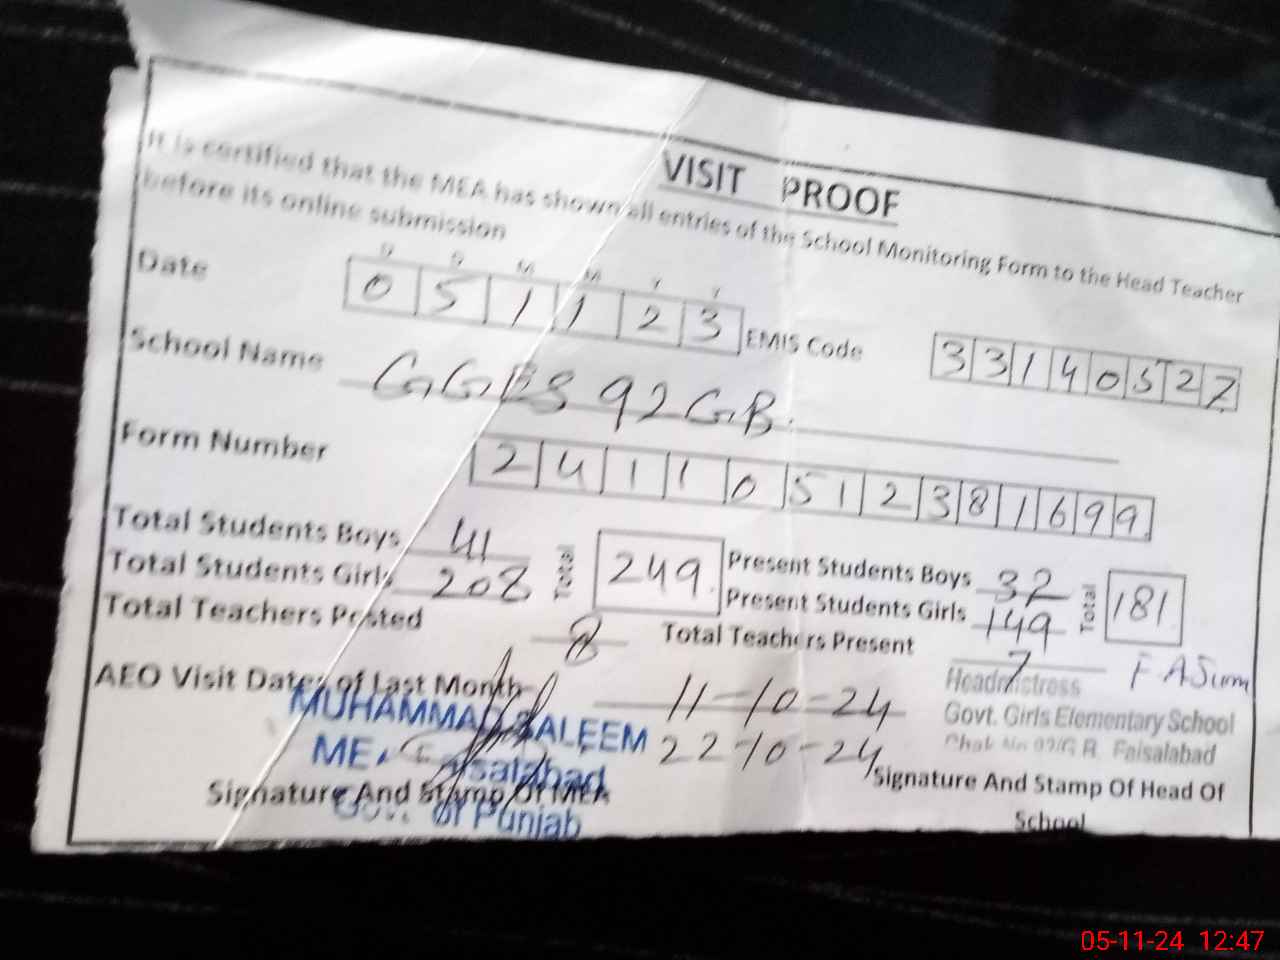 VISIT PROOF
It is certified that the MEA has shown all entries of the School Monitoring Form to the Head Teacher
before its online submission
D D M M Y Y
Date 0 5 1 1 2 3 EMIS Code 3 3 1 4 0 5 2 7
School Name GGES 92 G.B.
Form Number 2 4 1 1 0 5 1 2 3 8 1 6 9 9
Total Students Boys 41 Total 249 Present Students Boys 32 Total 181
Total Students Girls 208 Present Students Girls 149
Total Teachers Posted 8 Total Teachers Present 7
AEO Visit Dates of Last Month 11-10-24
22-10-24
Headmistress
Govt. Girls Elementary School
Faisalabad
MUHAMMAD SALEEM
Faisalabad
Govt. of Punjab
Signature And Stamp Of MEA
Signature And Stamp Of Head Of
School
05-11-24 12:47